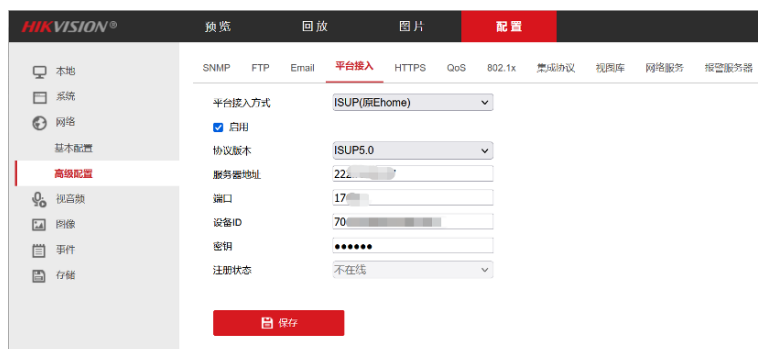 HIKVISION® 预览 回放 图片 配置
本地
系统
网络
基本配置
高级配置
视音频
图像
事件
存储
SNMP FTP Email 平台接入 HTTPS QoS 802.1x 集成协议 视图库 网络服务 报警服务器
平台接入方式 ISUP(原Ehome)
启用
协议版本 ISUP5.0
服务器地址 22
端口 17
设备ID 70
密钥 ●●●●●●
注册状态 不在线
保存